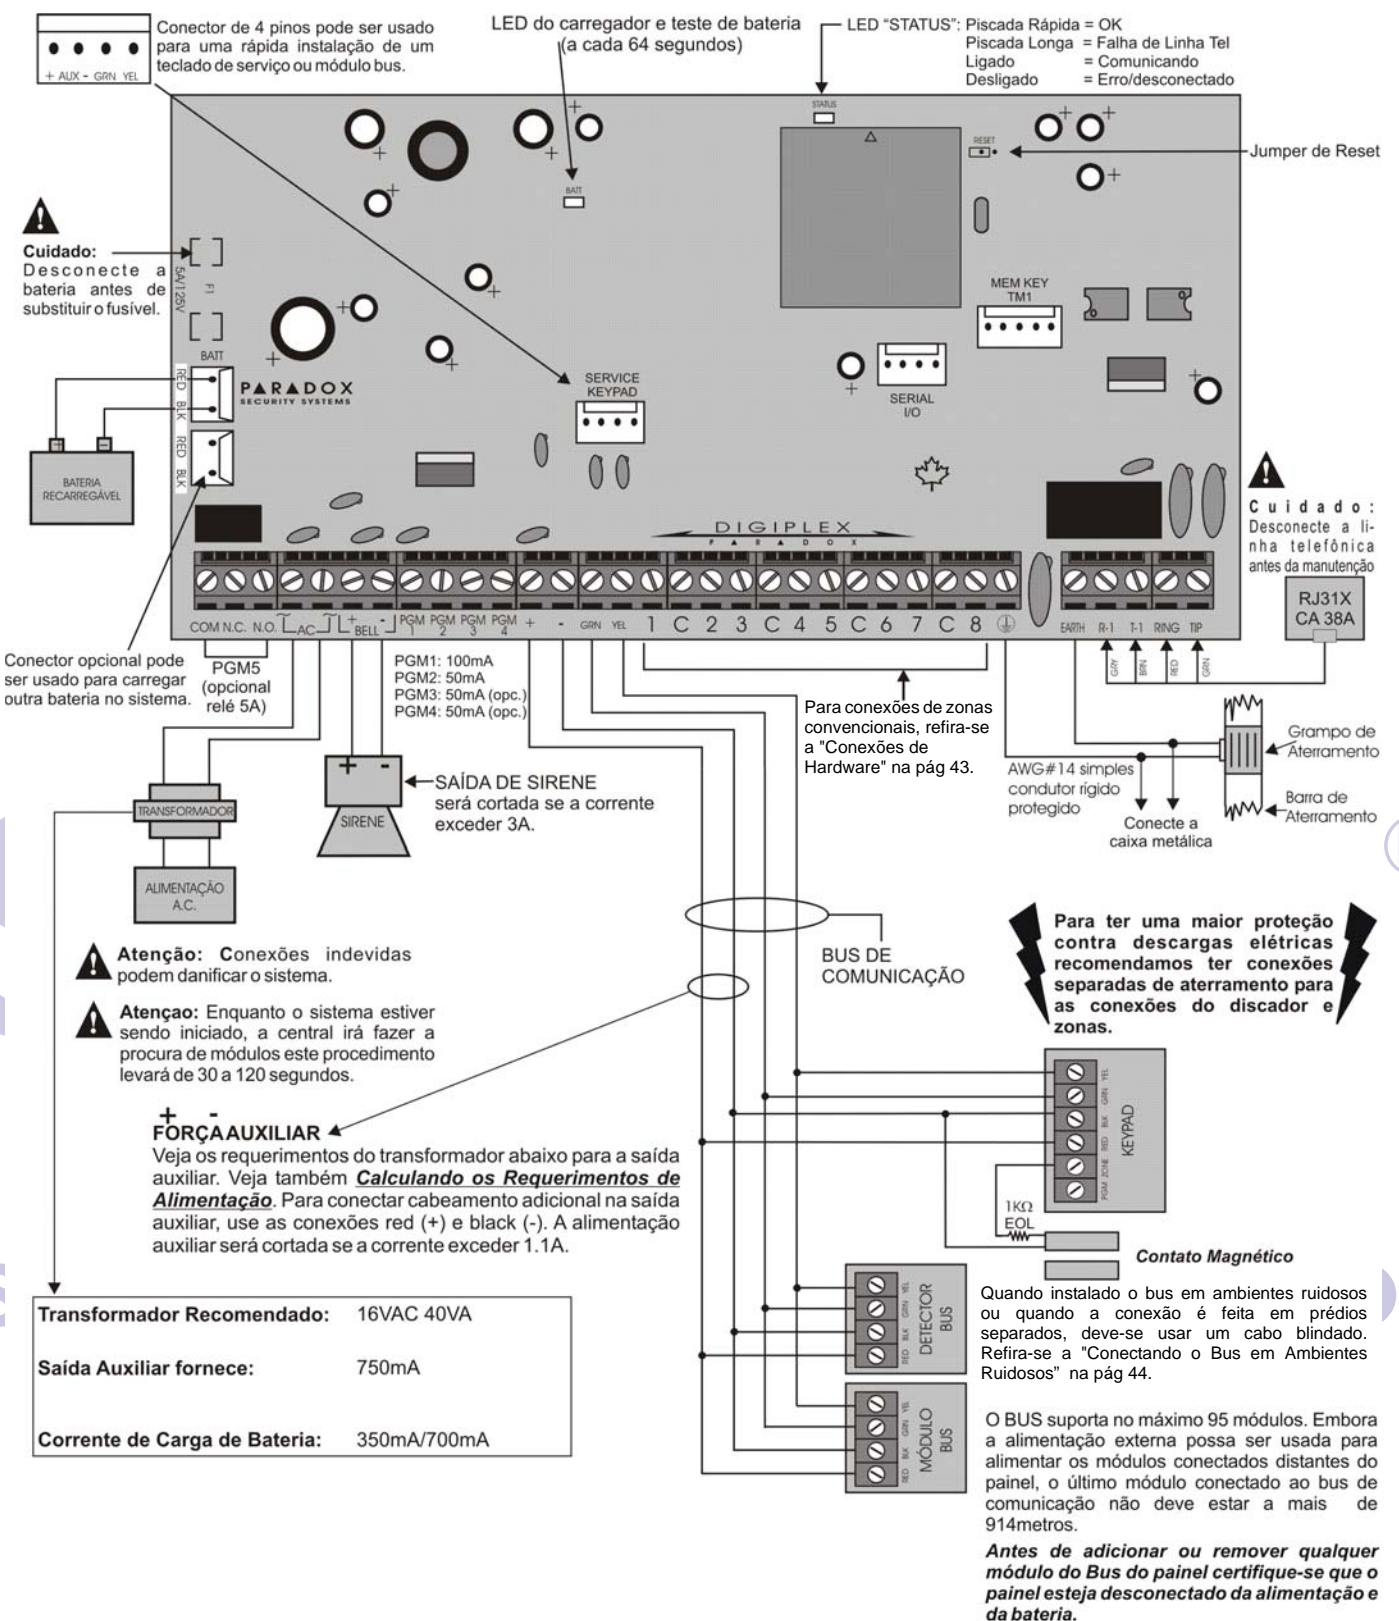 Conector de 4 pinos pode ser usado
para uma rápida instalação de um
teclado de serviço ou módulo bus.
+ AUX - GRN YEL
LED do carregador e teste de bateria
(a cada 64 segundos)
LED “STATUS”: Piscada Rápida = OK
Piscada Longa = Falha de Linha Tel
Ligado = Comunicando
Desligado = Erro/desconectado
STATUS
RESET
Jumper de Reset
BATT
Cuidado:
Desconecte a
bateria antes de
substituir o fusível.
5A/125V
F1
BATT
RED
BLK
RED
BLK
PARADOX
SECURITY SYSTEMS
MEM KEY
TM1
SERVICE
KEYPAD
SERIAL
I/O
BATERIA
RECARREGÁVEL
+ -
DIGIPLEX
PARADOX
Cuidado:
Desconecte a li-
nha telefônica
antes da manutenção
RJ31X
CA 38A
COM N.C. N.O. ~ AC ~ + BELL - PGM 1 PGM 2 PGM 3 PGM 4 + - GRN YEL 1 C 2 3 C 4 5 C 6 7 C 8 EARTH R-1 T-1 RING TIP
GRY
BRN
RED
GRN
Conector opcional pode
ser usado para carregar
outra bateria no sistema.
PGM5
(opcional
relé 5A)
PGM1: 100mA
PGM2: 50mA
PGM3: 50mA (opc.)
PGM4: 50mA (opc.)
Para conexões de zonas
convencionais, refira-se
a "Conexões de
Hardware" na pág 43.
AWG#14 simples
condutor rígido
protegido
Grampo de
Aterramento
Barra de
Aterramento
Conecte a
caixa metálica
+ -
SIRENE
SAÍDA DE SIRENE
será cortada se a corrente
exceder 3A.
TRANSFORMADOR
ALIMENTAÇÃO
A.C.
Atenção: Conexões indevidas
podem danificar o sistema.
Atençao: Enquanto o sistema estiver
sendo iniciado, a central irá fazer a
procura de módulos este procedimento
levará de 30 a 120 segundos.
BUS DE
COMUNICAÇÃO
Para ter uma maior proteção
contra descargas elétricas
recomendamos ter conexões
separadas de aterramento para
as conexões do discador e
zonas.
+ -
FORÇA AUXILIAR
Veja os requerimentos do transformador abaixo para a saída
auxiliar. Veja também Calculando os Requerimentos de
Alimentação. Para conectar cabeamento adicional na saída
auxiliar, use as conexões red (+) e black (-). A alimentação
auxiliar será cortada se a corrente exceder 1.1A.
YEL
GRN
BLK
RED
ZONE
PGM
KEYPAD
1KΩ
EOL
Contato Magnético
YEL
GRN
BLK
RED
DETECTOR
BUS
YEL
GRN
BLK
RED
MÓDULO
BUS
Transformador Recomendado: 16VAC 40VA
Saída Auxiliar fornece: 750mA
Corrente de Carga de Bateria: 350mA/700mA
Quando instalado o bus em ambientes ruidosos
ou quando a conexão é feita em prédios
separados, deve-se usar um cabo blindado.
Refira-se a "Conectando o Bus em Ambientes
Ruidosos” na pág 44.
O BUS suporta no máximo 95 módulos. Embora
a alimentação externa possa ser usada para
alimentar os módulos conectados distantes do
painel, o último módulo conectado ao bus de
comunicação não deve estar a mais de
914metros.
Antes de adicionar ou remover qualquer
módulo do Bus do painel certifique-se que o
painel esteja desconectado da alimentação e
da bateria.